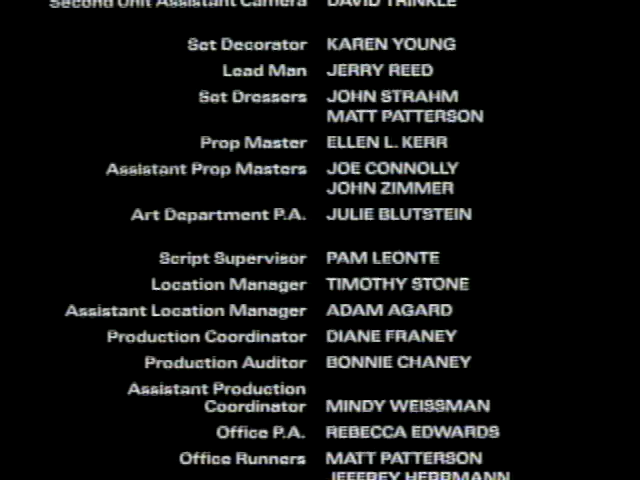 Second Unit Assistant Camera DAVID TRINKLE
Set Decorator KAREN YOUNG
Lead Man JERRY REED
Set Dressers JOHN STRAHM
MATT PATTERSON
Prop Master ELLEN L. KERR
Assistant Prop Masters JOE CONNOLLY
JOHN ZIMMER
Art Department P.A. JULIE BLUTSTEIN
Script Supervisor PAM LEONTE
Location Manager TIMOTHY STONE
Assistant Location Manager ADAM AGARD
Production Coordinator DIANE FRANEY
Production Auditor BONNIE CHANEY
Assistant Production
Coordinator MINDY WEISSMAN
Office P.A. REBECCA EDWARDS
Office Runners MATT PATTERSON
JEFFREY HERRMANN